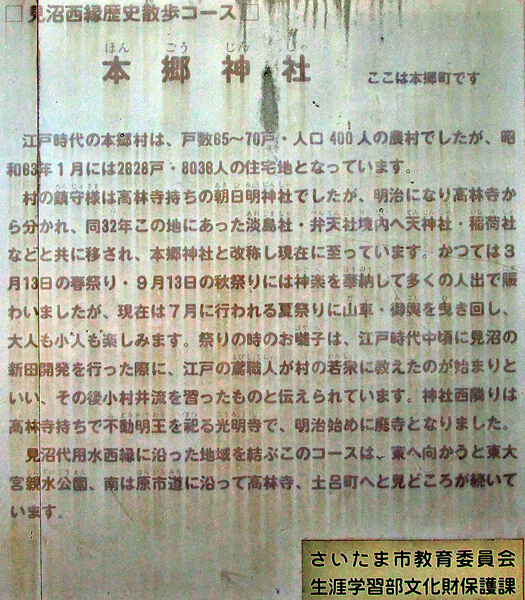 □見沼西縁歴史散歩コース□
ほん ごう じん じゃ
本郷神社 ここは本郷町です
江戸時代の本郷村は、戸数65〜70戸・人口400人の農村でしたが、昭
和63年1月には2628戸・8036人の住宅地となっています。
村の鎮守様は高林寺持ちの朝日明神社でしたが、明治になり高林寺か
ら分かれ、同32年この地にあった淡島社・弁天社境内へ天神社・稲荷社
などと共に移され、本郷神社と改称し現在に至っています。かつては3
月13日の春祭り・9月13日の秋祭りには神楽を奉納して多くの人出で賑
わいましたが、現在は7月に行われる夏祭りに山車・御輿を曳き回し、
大人も小人も楽しみます。祭りの時のお囃子は、江戸時代中頃に見沼の
新田開発を行った際に、江戸の鳶職人が村の若衆に教えたのが始まりと
いい、その後小村井流を習ったものと伝えられています。神社西隣りは
高林寺持ちで不動明王を祀る光明寺で、明治始めに廃寺となりました。
見沼代用水西縁に沿った地域を結ぶこのコースは、東へ向かうと東大
宮親水公園、南は原市道に沿って高林寺、土呂町へと見どころが続いて
います。
さいたま市教育委員会
生涯学習部文化財保護課